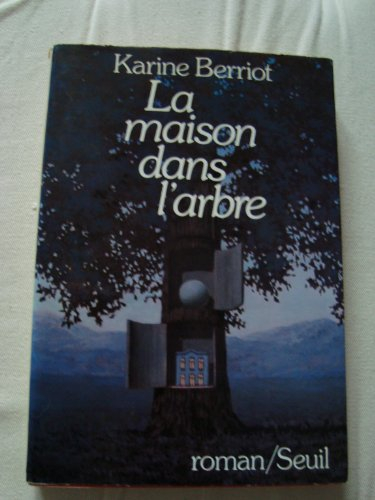 Karine Berriot
La
maison
dans
l'arbre
roman/Seuil